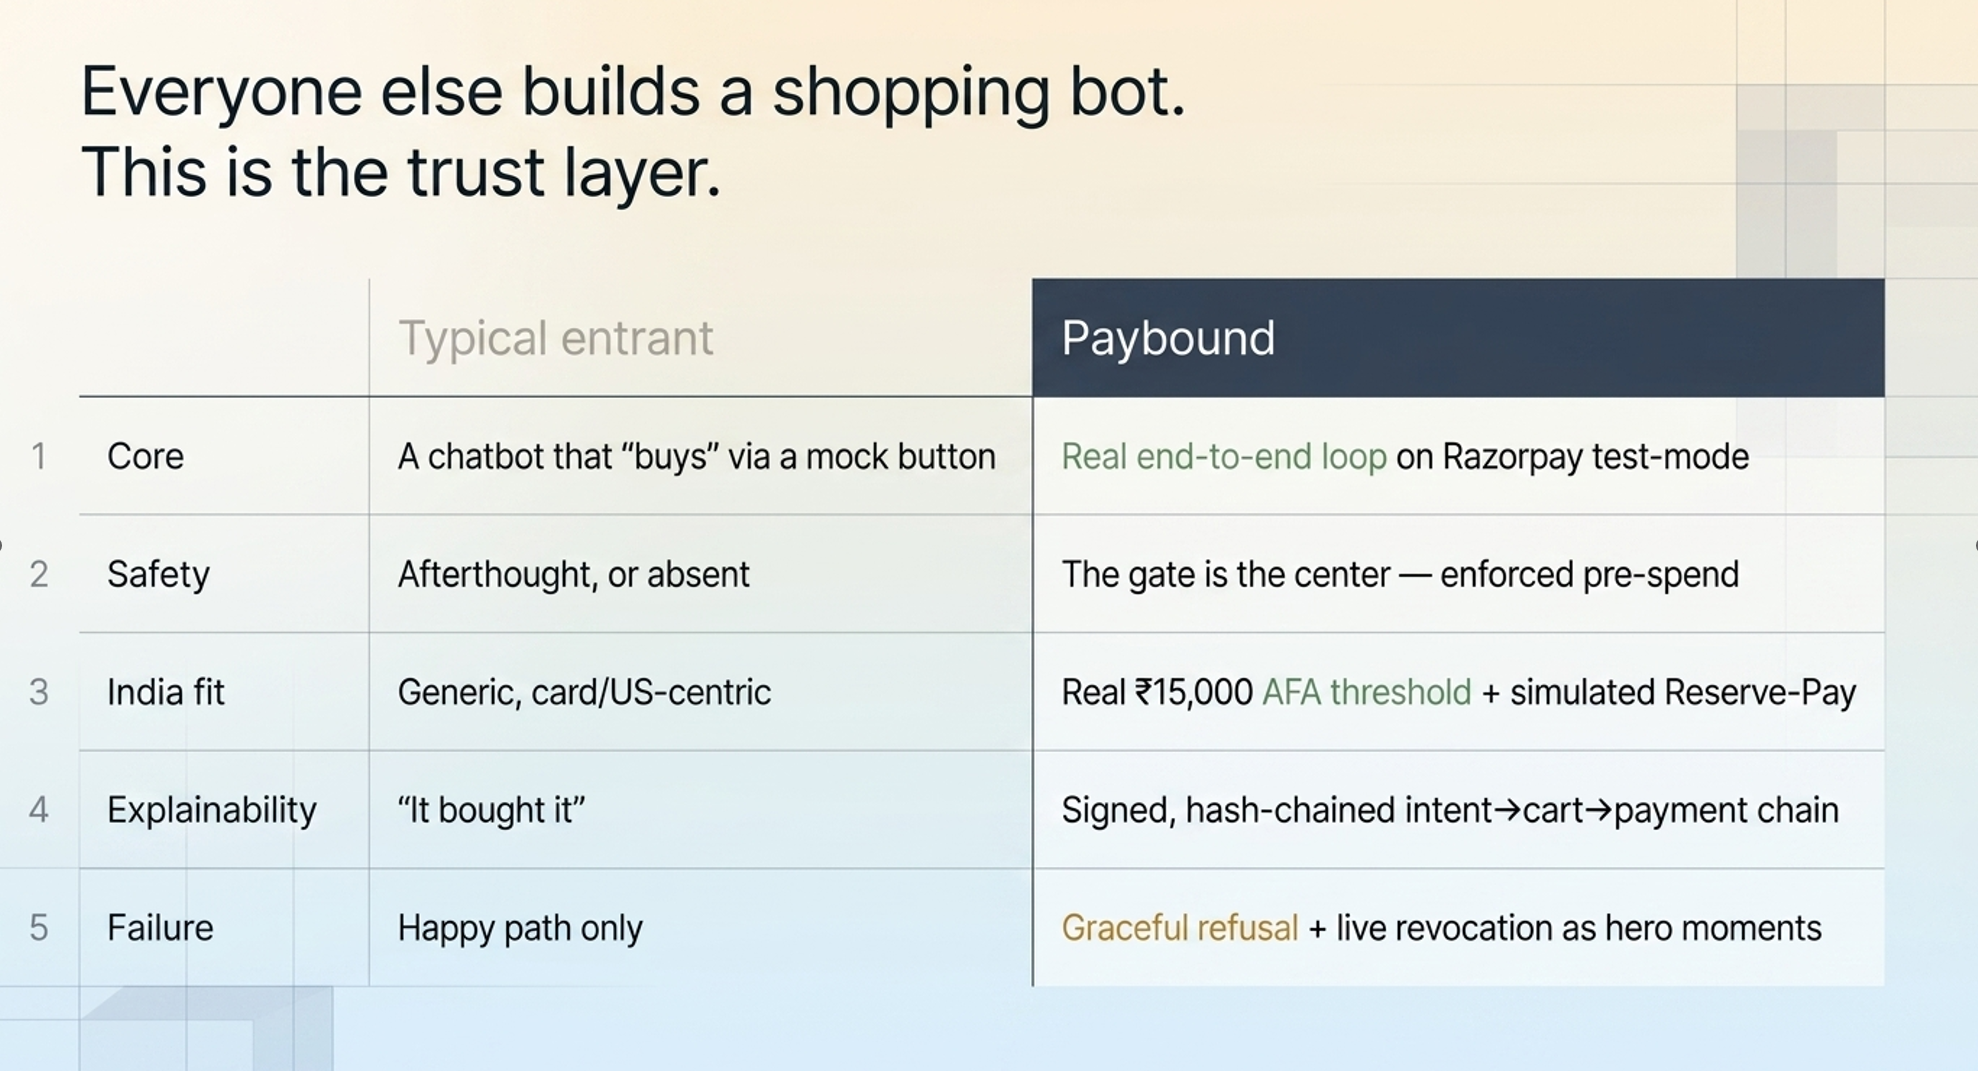 Everyone else builds a shopping bot.
This is the trust layer.
Typical entrant
Paybound
1 Core A chatbot that “buys” via a mock button Real end-to-end loop on Razorpay test-mode
2 Safety Afterthought, or absent The gate is the center — enforced pre-spend
3 India fit Generic, card/US-centric Real ₹15,000 AFA threshold + simulated Reserve-Pay
4 Explainability “It bought it” Signed, hash-chained intent→cart→payment chain
5 Failure Happy path only Graceful refusal + live revocation as hero moments